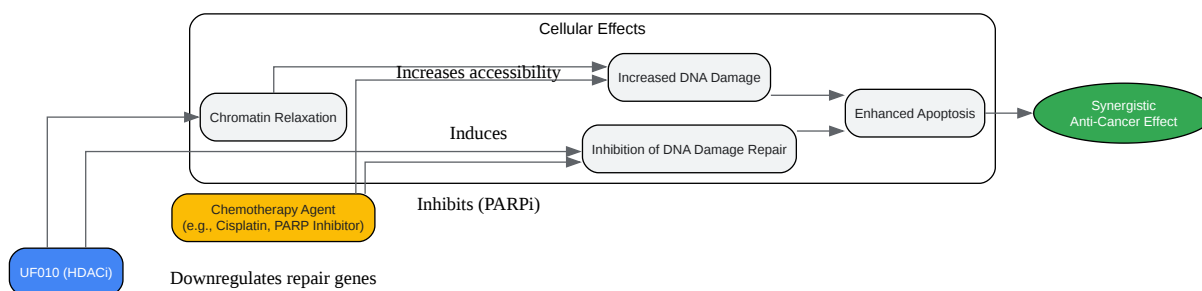 Cellular Effects
Increases accessibility
Increased DNA Damage
Chromatin Relaxation
Enhanced Apoptosis
Synergistic
Anti-Cancer Effect
Induces
Inhibition of DNA Damage Repair
Chemotherapy Agent
(e.g., Cisplatin, PARP Inhibitor)
Inhibits (PARPi)
UF010 (HDACi)
Downregulates repair genes